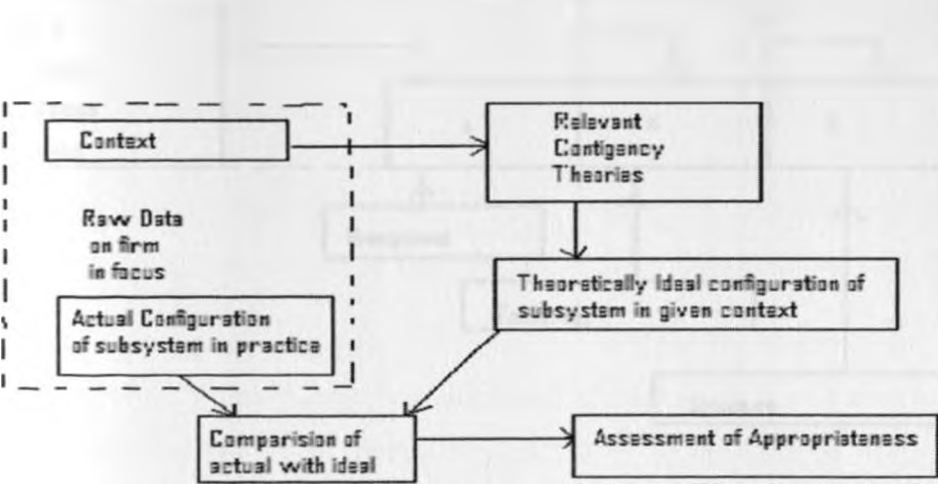 Context
Relevant
Contigency
Theories
Raw Data
on firm
in focus
Theoretically Ideal configuration of
subsystem in given context
Actual Configuration
of subsystem in practice
Comparision of
actual with ideal
Assessment of Appropriateness